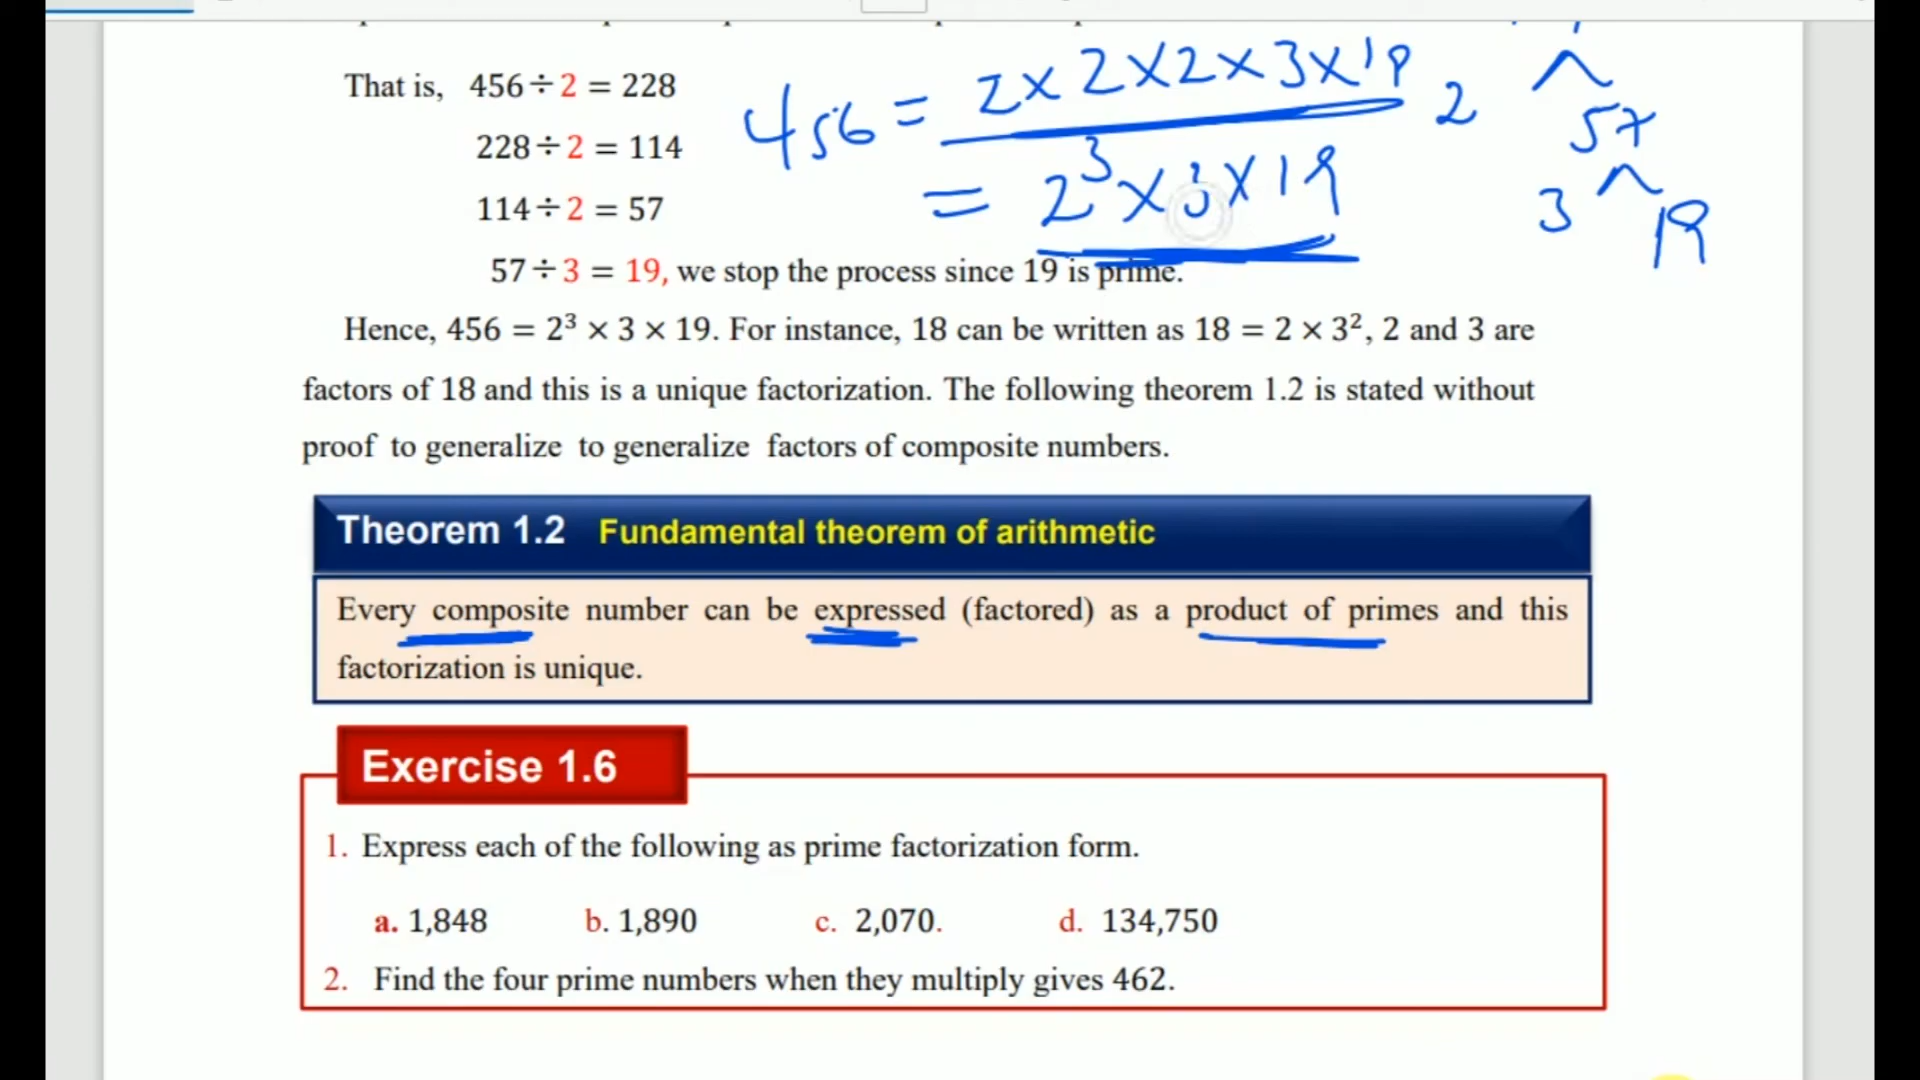 That is, 456 ÷ 2 = 228
456 = 2 × 2 × 2 × 3 × 19
2
57
228 ÷ 2 = 114
= 2³ × 3 × 19
3
19
114 ÷ 2 = 57
57 ÷ 3 = 19, we stop the process since 19 is prime.
Hence, 456 = 2³ × 3 × 19. For instance, 18 can be written as 18 = 2 × 3², 2 and 3 are
factors of 18 and this is a unique factorization. The following theorem 1.2 is stated without
proof to generalize to generalize factors of composite numbers.
Theorem 1.2 Fundamental theorem of arithmetic
Every composite number can be expressed (factored) as a product of primes and this
factorization is unique.
Exercise 1.6
1. Express each of the following as prime factorization form.
a. 1,848 b. 1,890 c. 2,070. d. 134,750
2. Find the four prime numbers when they multiply gives 462.